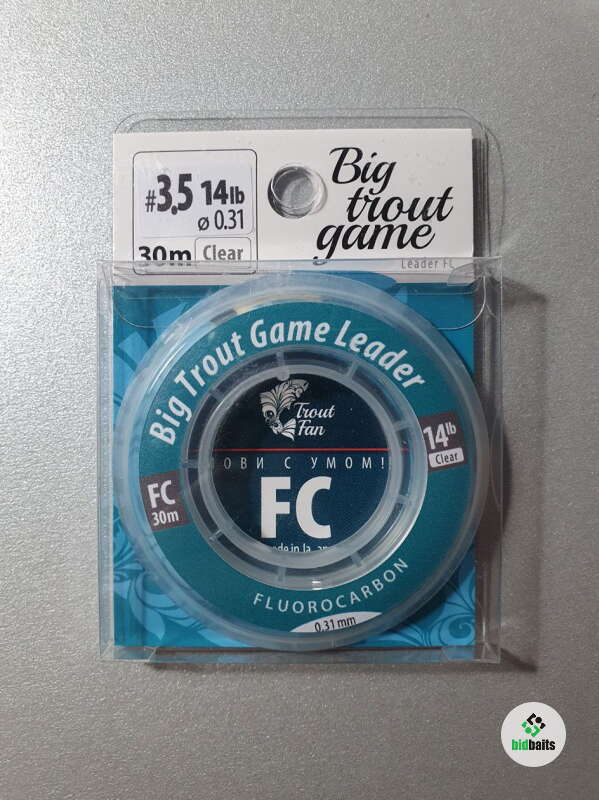 #3,5 14lb
ø 0.31
30m Clear
Big
trout
game
Leader FL
Big Trout Game Leader
Trout
Fan
ОВИ С УМОМ!
FC
14lb
Clear
FC
30m
FLUOROCARBON
0.31 mm
bidbaits